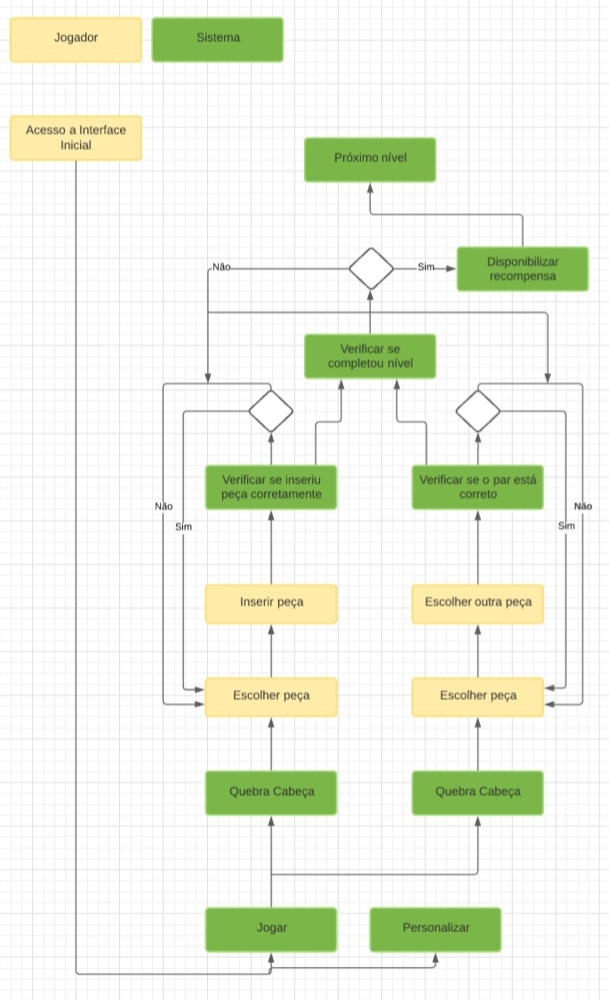 Jogador
Sistema
Acesso a Interface
Inicial
Próximo nível
Não
Sim
Disponibilizar
recompensa
Verificar se
completou nível
Verificar se inseriu
peça corretamente
Verificar se o par está
correto
Não
Sim
Sim
Não
Inserir peça
Escolher outra peça
Escolher peça
Escolher peça
Quebra Cabeça
Quebra Cabeça
Jogar
Personalizar